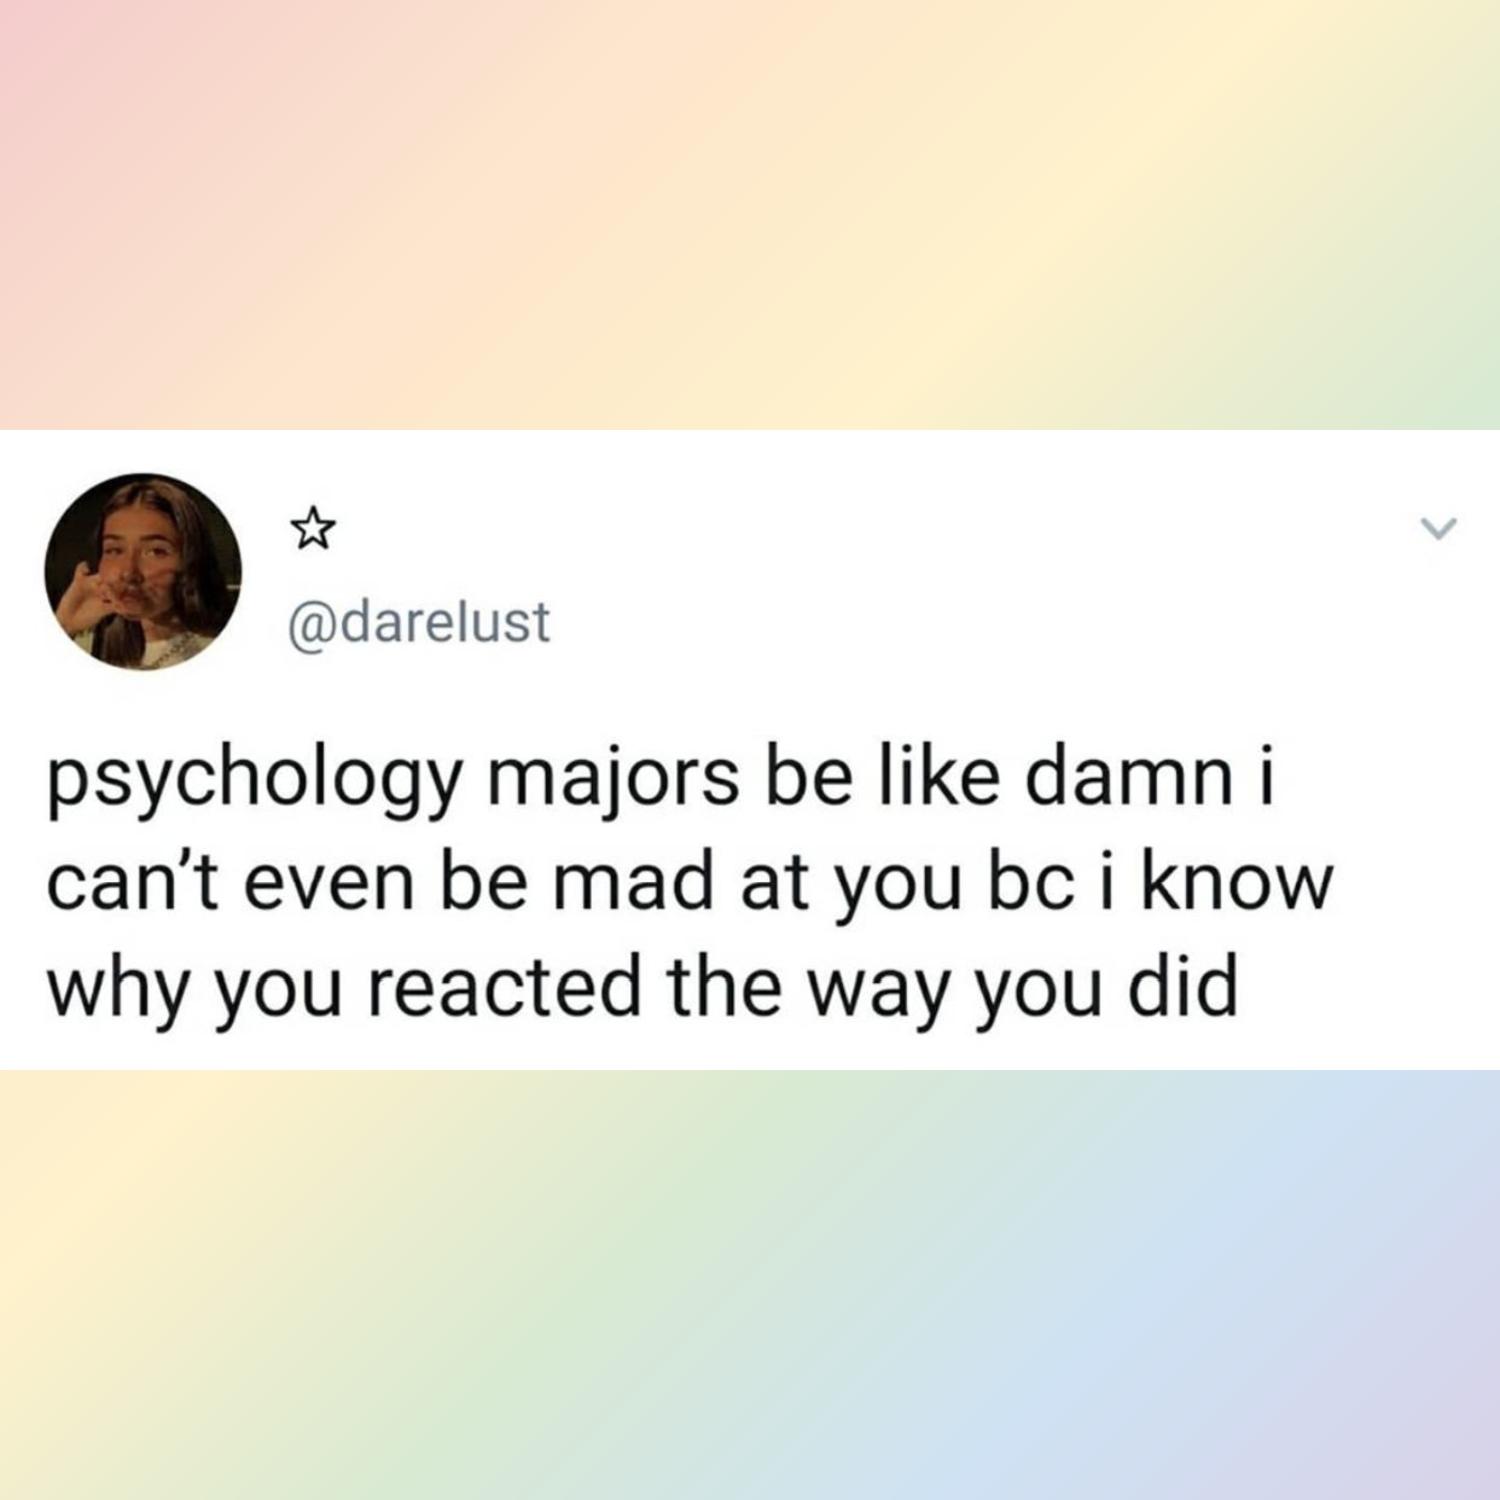 ☆
@darelust
psychology majors be like damn i
can’t even be mad at you bc i know
why you reacted the way you did